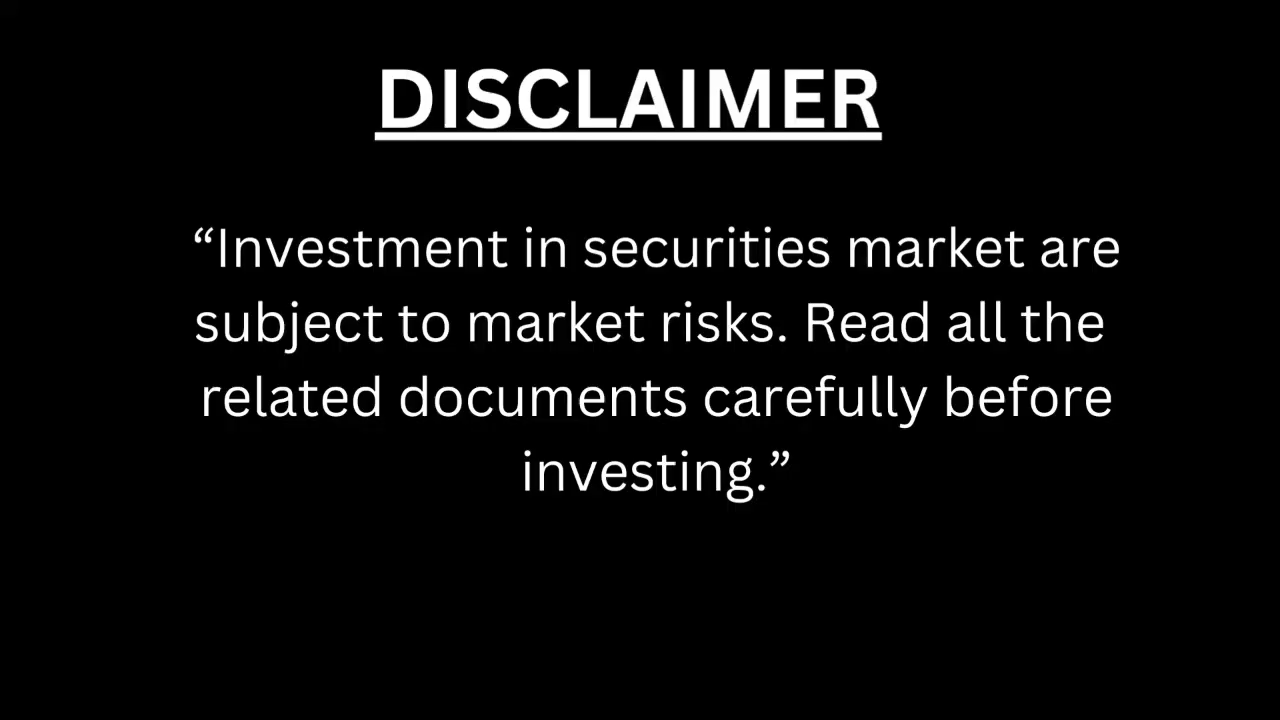 DISCLAIMER
“Investment in securities market are
subject to market risks. Read all the
related documents carefully before
investing.”